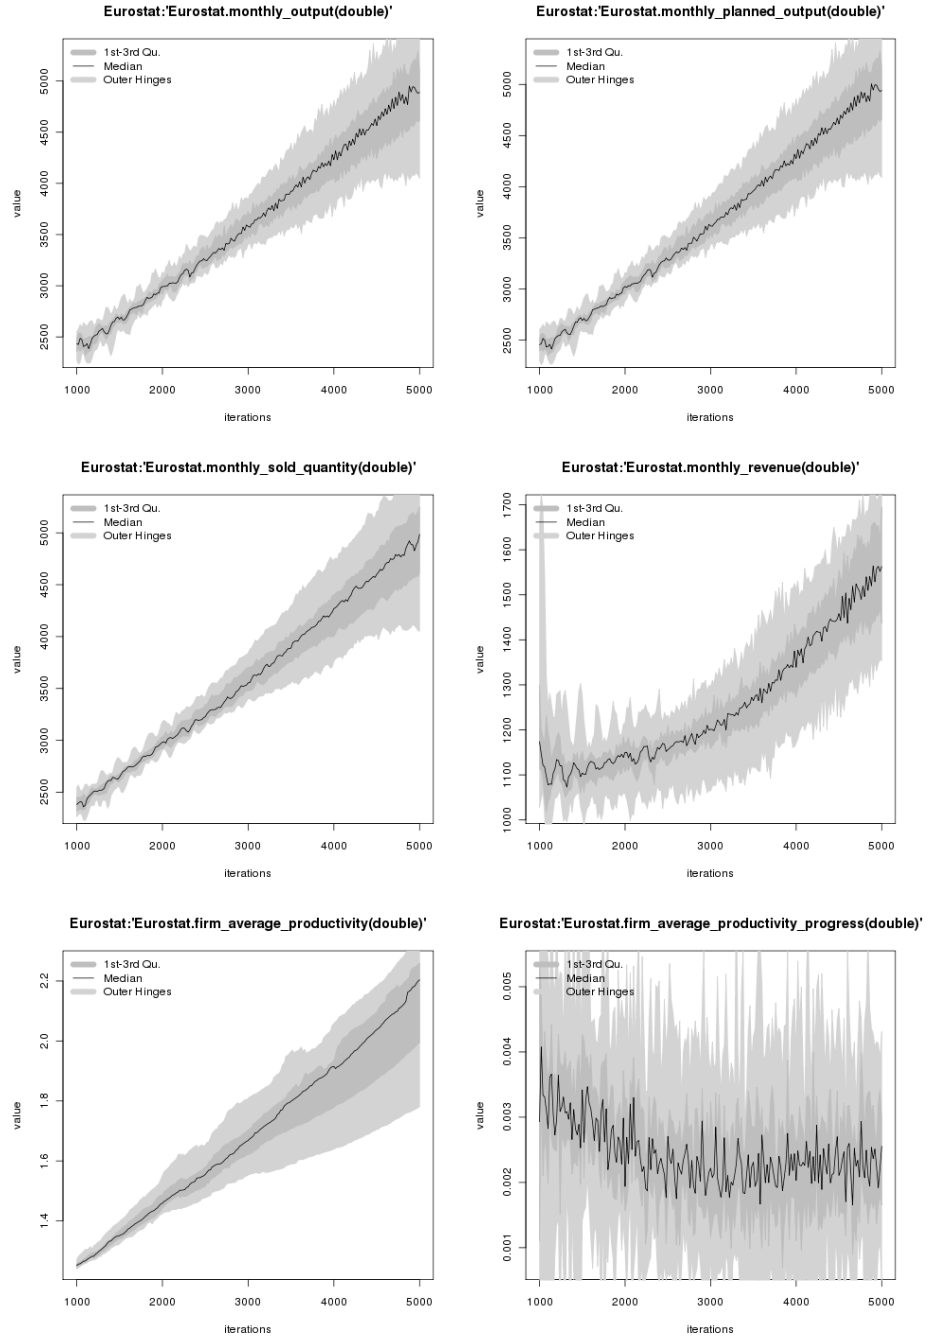 Eurostat:'Eurostat.monthly_output(double)'
1st-3rd Qu.
Median
Outer Hinges
value
2500 3000 3500 4000 4500 5000
1000 2000 3000 4000 5000
iterations
Eurostat:'Eurostat.monthly_planned_output(double)'
1st-3rd Qu.
Median
Outer Hinges
value
2500 3000 3500 4000 4500 5000
1000 2000 3000 4000 5000
iterations
Eurostat:'Eurostat.monthly_sold_quantity(double)'
1st-3rd Qu.
Median
Outer Hinges
value
2500 3000 3500 4000 4500 5000
1000 2000 3000 4000 5000
iterations
Eurostat:'Eurostat.monthly_revenue(double)'
1st-3rd Qu.
Median
Outer Hinges
value
1000 1100 1200 1300 1400 1500 1600 1700
1000 2000 3000 4000 5000
iterations
Eurostat:'Eurostat.firm_average_productivity(double)'
1st-3rd Qu.
Median
Outer Hinges
value
1.4 1.6 1.8 2.0 2.2
1000 2000 3000 4000 5000
iterations
Eurostat:'Eurostat.firm_average_productivity_progress(double)'
1st-3rd Qu.
Median
Outer Hinges
value
0.001 0.002 0.003 0.004 0.005
1000 2000 3000 4000 5000
iterations